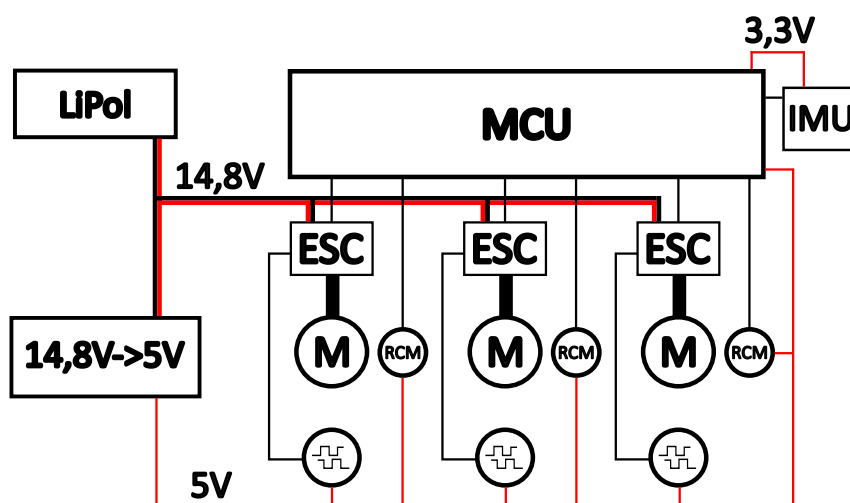 3,3V
LiPol
MCU
IMU
14,8V
ESC
ESC
ESC
14,8V->5V
M
RCM
M
RCM
M
RCM
5V